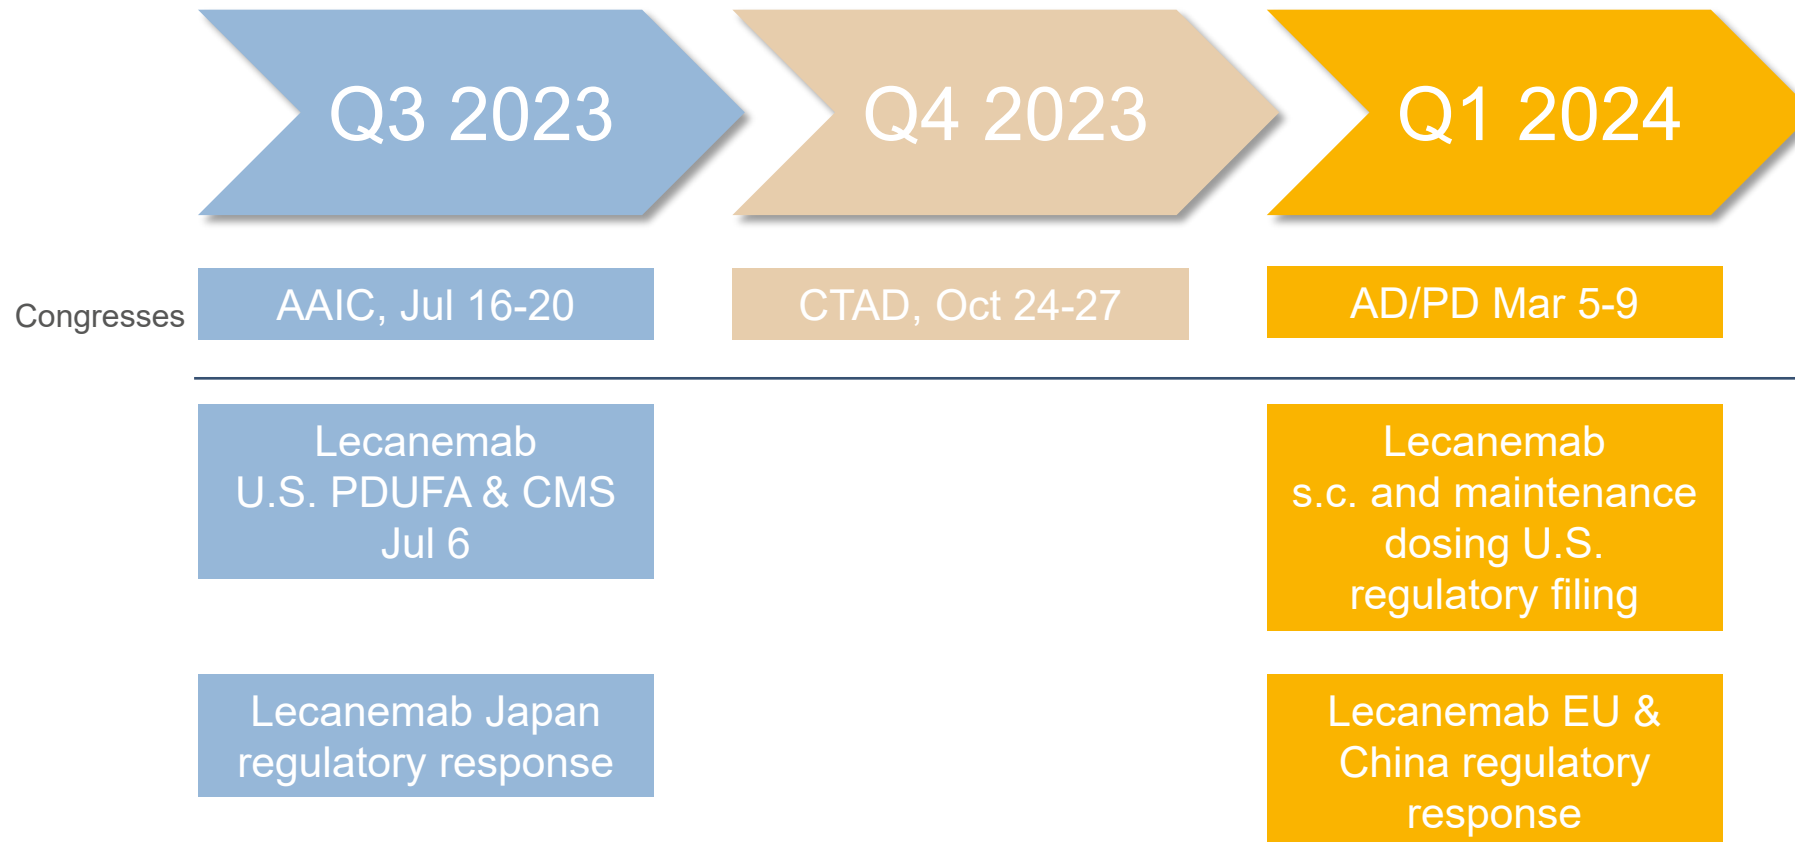 Q3 2023
Q4 2023
Q1 2024
Congresses
AAIC, Jul 16-20
CTAD, Oct 24-27
AD/PD Mar 5-9
Lecanemab
U.S. PDUFA & CMS
Jul 6
Lecanemab
s.c. and maintenance
dosing U.S.
regulatory filing
Lecanemab Japan
regulatory response
Lecanemab EU &
China regulatory
response